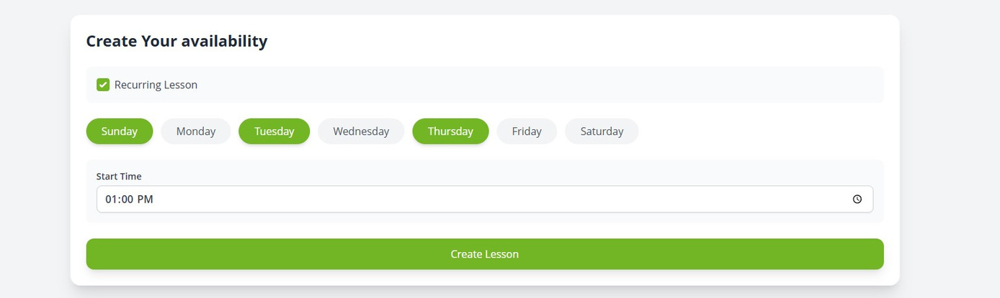 Create Your availability
Recurring Lesson
Sunday Monday Tuesday Wednesday Thursday Friday Saturday
Start Time
01:00 PM
Create Lesson